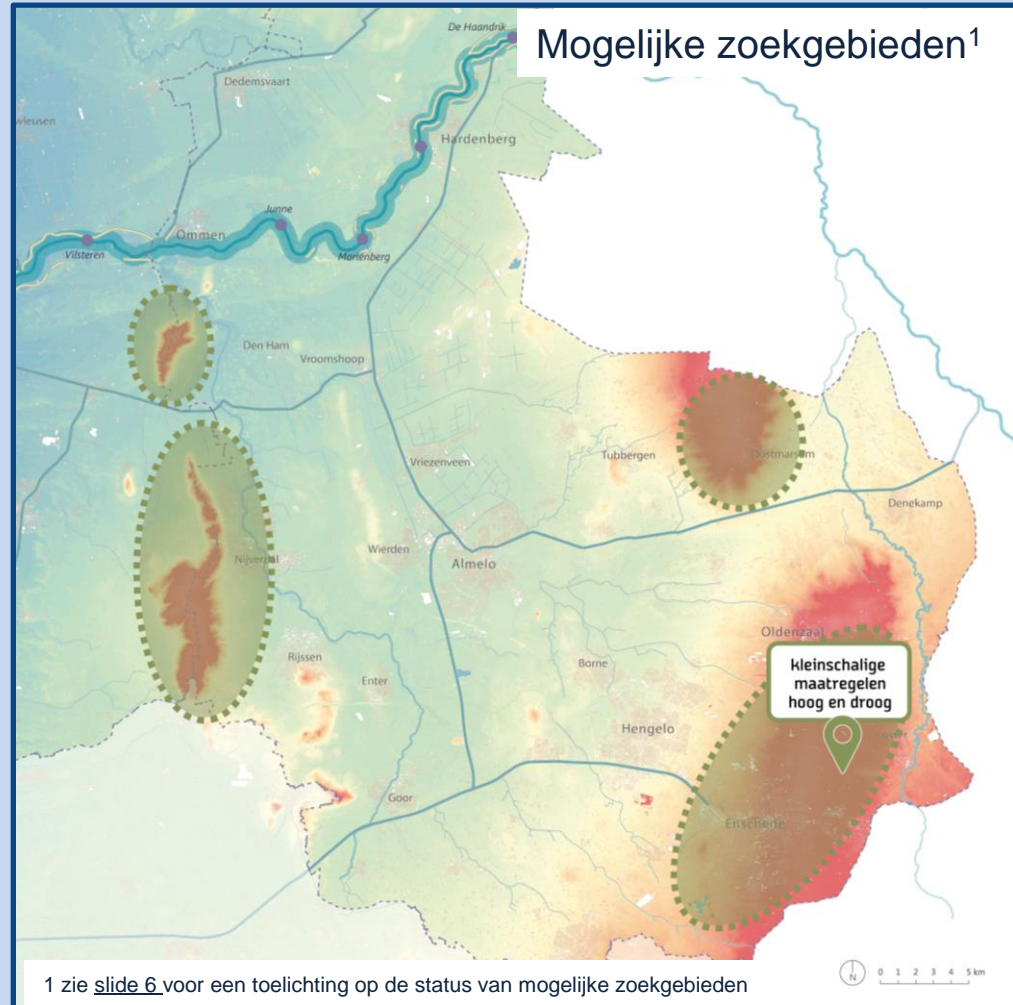 Mogelijke zoekgebieden¹
De Haandrik
Dedemsvaart
wieusen
Hardenberg
Junne
Ommen
Vilsteren
Mariënberg
Den Ham
Vroomshoop
Vriezenveen
Tubbergen
Ootmarsum
Denekamp
Nijverdal
Wierden
Almelo
Oldenzaal
kleinschalige
maatregelen
hoog en droog
Rijssen
Enter
Borne
Hengelo
Goor
Enschede
N
0 1 2 3 4 5 km
1 zie slide 6 voor een toelichting op de status van mogelijke zoekgebieden